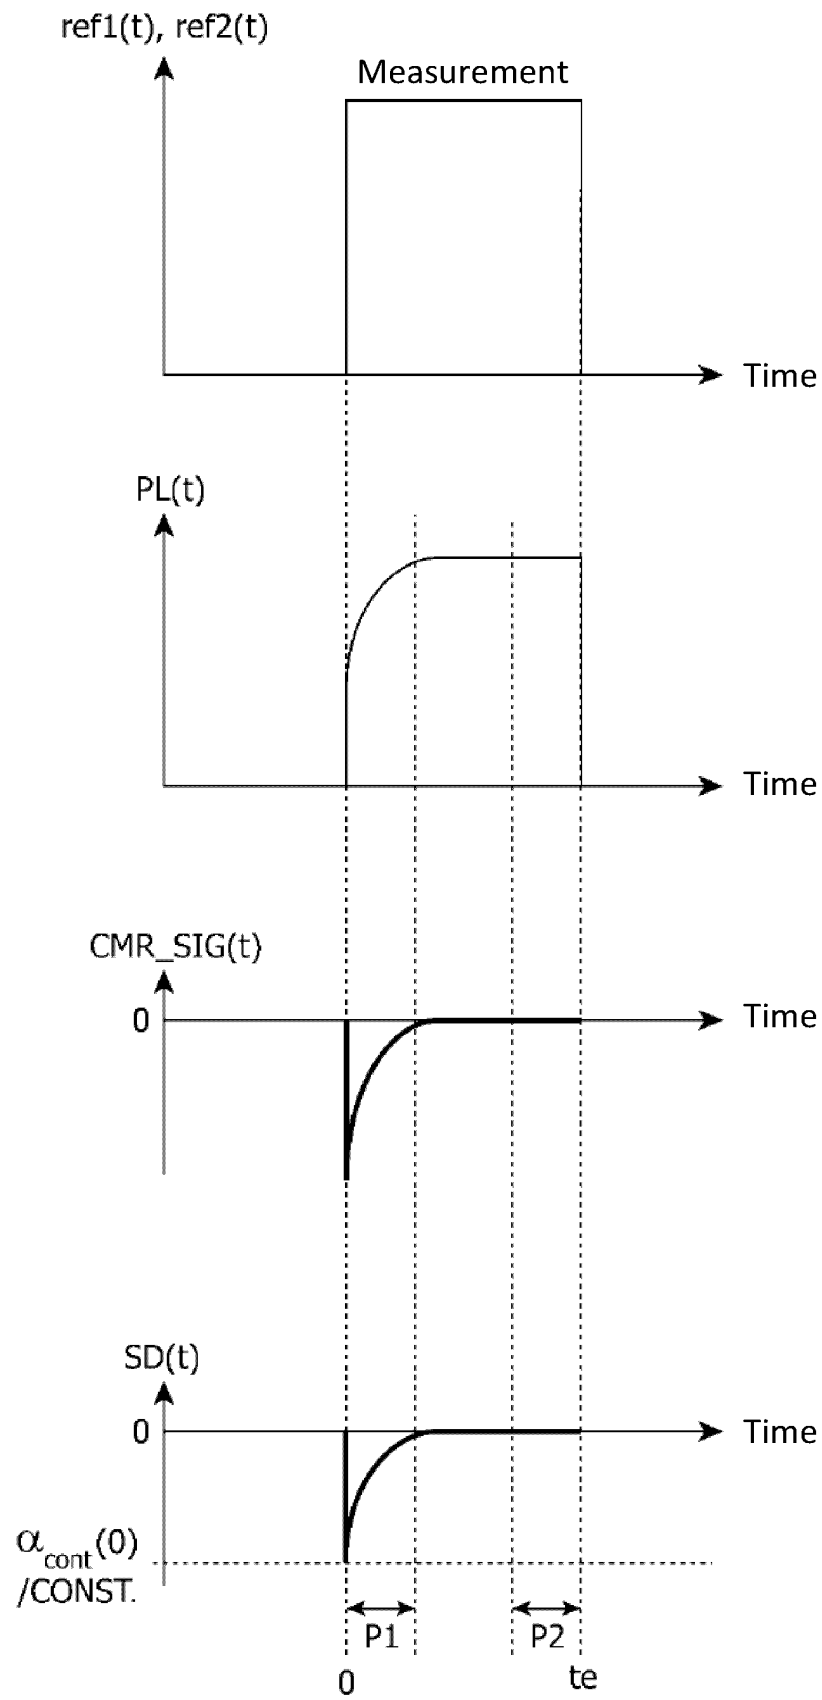 ref1(t), ref2(t)
Measurement
Time
PL(t)
Time
CMR_SIG(t)
0
Time
SD(t)
0
Time
αcont(0)
/CONST.
P1
P2
0
te